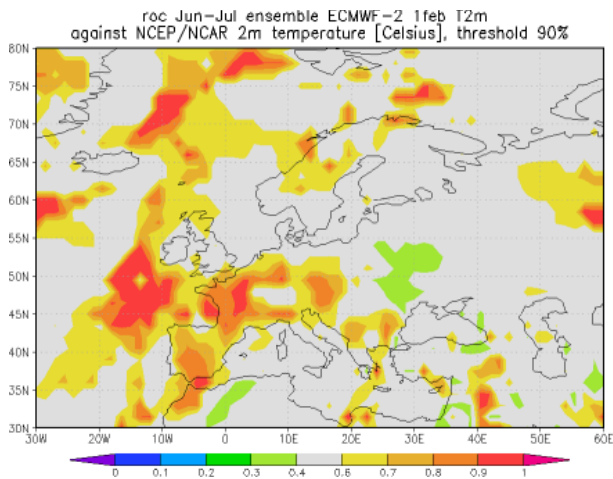 roc Jun-Jul ensemble ECMWF-2 1feb T2m
against NCEP/NCAR 2m temperature [Celsius], threshold 90%
80N
75N
70N
65N
60N
55N
50N
45N
40N
35N
30N
30W 20W 10W 0 10E 20E 30E 40E 50E 60E
0 0.1 0.2 0.3 0.4 0.6 0.7 0.8 0.9 1